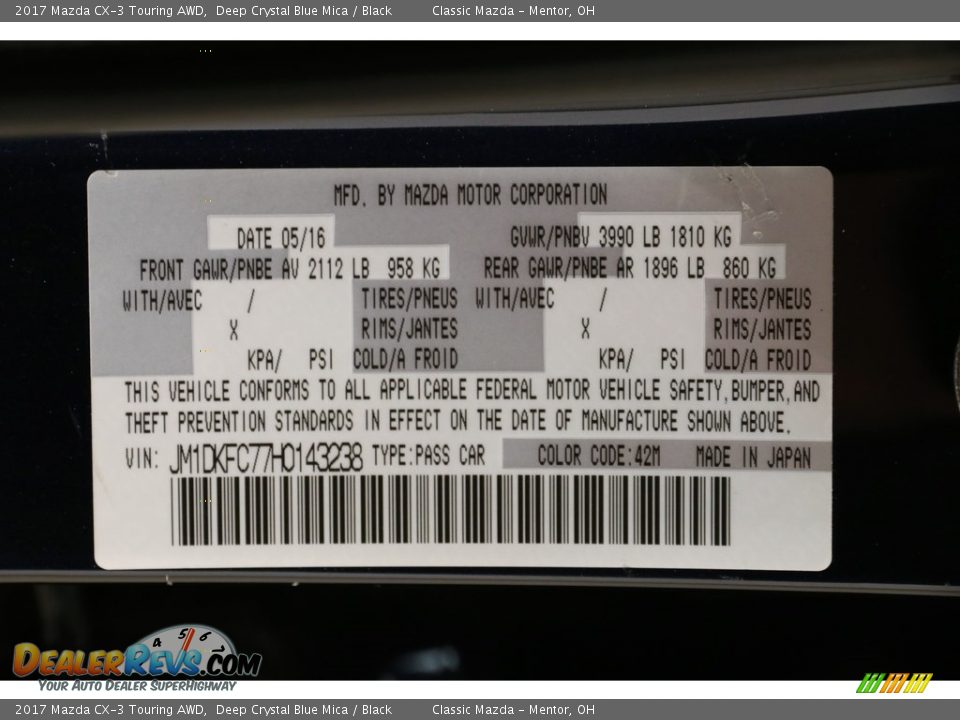 2017 Mazda CX-3 Touring AWD, Deep Crystal Blue Mica / Black Classic Mazda - Mentor, OH
MFD. BY MAZDA MOTOR CORPORATION
DATE 05/16 GVWR/PNBV 3990 LB 1810 KG
FRONT GAWR/PNBE AV 2112 LB 958 KG REAR GAWR/PNBE AR 1896 LB 860 KG
WITH/AVEC / TIRES/PNEUS WITH/AVEC / TIRES/PNEUS
X RIMS/JANTES X RIMS/JANTES
KPA/ PSI COLD/A FROID KPA/ PSI COLD/A FROID
THIS VEHICLE CONFORMS TO ALL APPLICABLE FEDERAL MOTOR VEHICLE SAFETY,BUMPER,AND
THEFT PREVENTION STANDARDS IN EFFECT ON THE DATE OF MANUFACTURE SHOWN ABOVE.
VIN: JM1DKFC77H0143238 TYPE:PASS CAR COLOR CODE:42M MADE IN JAPAN
4 5 6
DEALERREVS.COM
YOUR AUTO DEALER SUPERHIGHWAY
2017 Mazda CX-3 Touring AWD, Deep Crystal Blue Mica / Black Classic Mazda - Mentor, OH